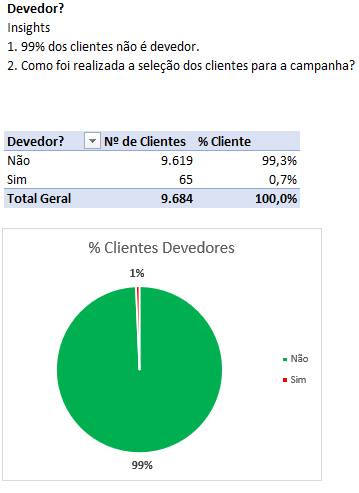 Devedor?
Insights
1. 99% dos clientes não é devedor.
2. Como foi realizada a seleção dos clientes para a campanha?
Devedor? Nº de Clientes % Cliente
Não 9.619 99,3%
Sim 65 0,7%
Total Geral 9.684 100,0%
% Clientes Devedores
1%
Não
Sim
99%